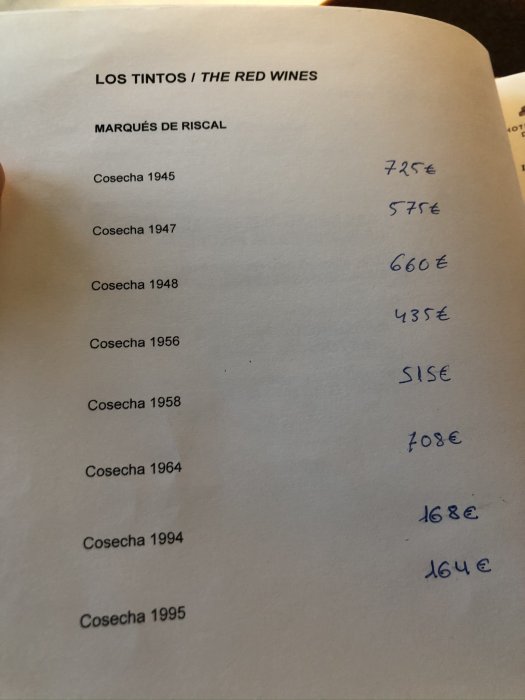 LOS TINTOS / THE RED WINES
MARQUÉS DE RISCAL
Cosecha 1945 725€
Cosecha 1947 575€
Cosecha 1948 660€
Cosecha 1956 435€
Cosecha 1958 515€
Cosecha 1964 708€
Cosecha 1994 168€
Cosecha 1995 164€